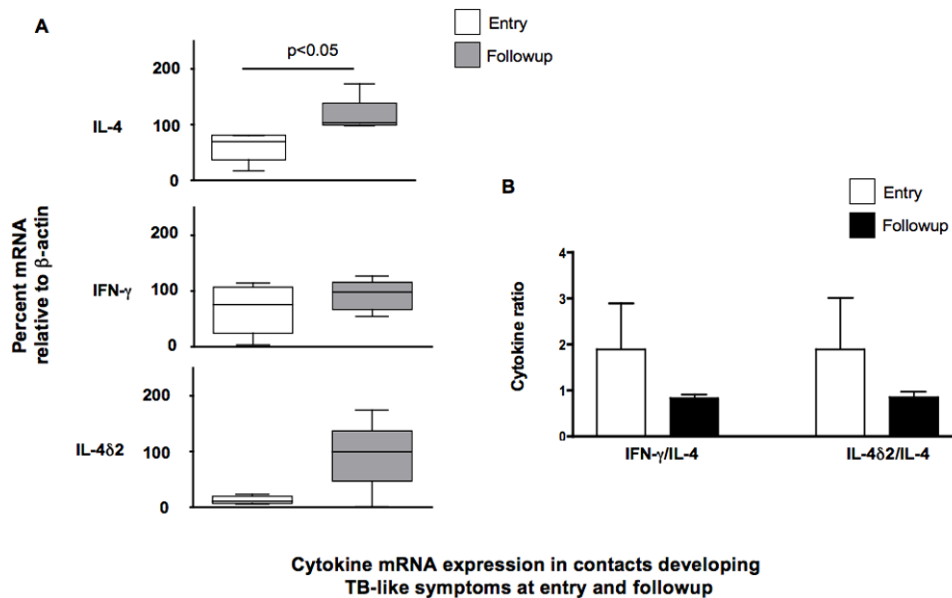 A
Entry
Followup
p<0.05
200
100
0
IL-4
200
100
0
IFN-γ
200
100
0
IL-4δ2
Percent mRNA
relative to β-actin
B
Entry
Followup
4
3
2
1
0
Cytokine ratio
IFN-γ/IL-4
IL-4δ2/IL-4
Cytokine mRNA expression in contacts developing
TB-like symptoms at entry and followup